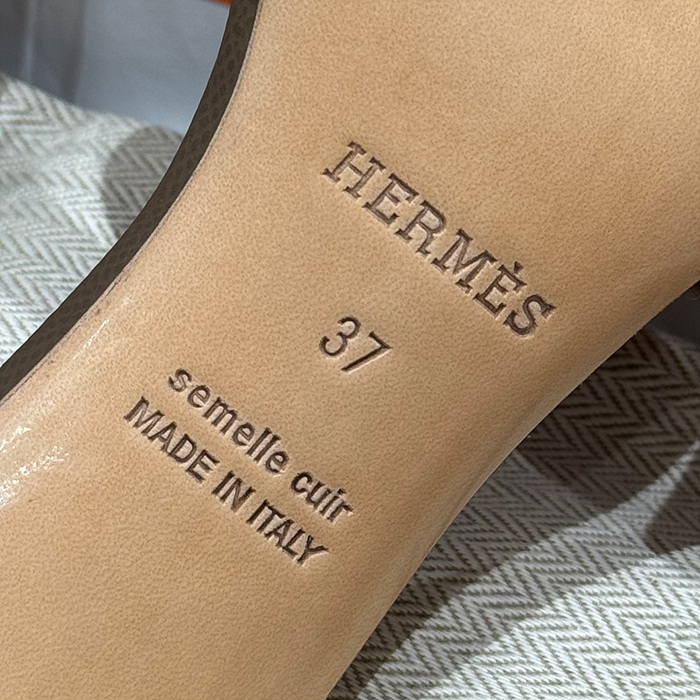 HERMÈS
37
semelle cuir
MADE IN ITALY